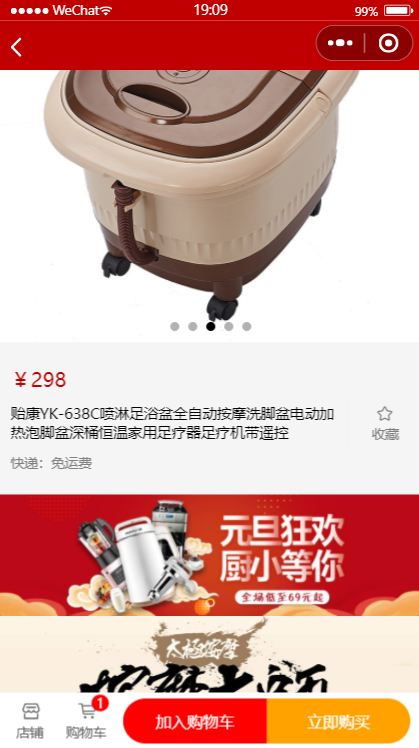 WeChat
19:09
99%
¥298
贻康YK-638C喷淋足浴盆全自动按摩洗脚盆电动加
热泡脚盆深桶恒温家用足疗器足疗机带遥控
收藏
快递：免运费
元旦狂欢
厨小等你
全场低至69元起
太极按摩
店铺
购物车
1
加入购物车
立即购买